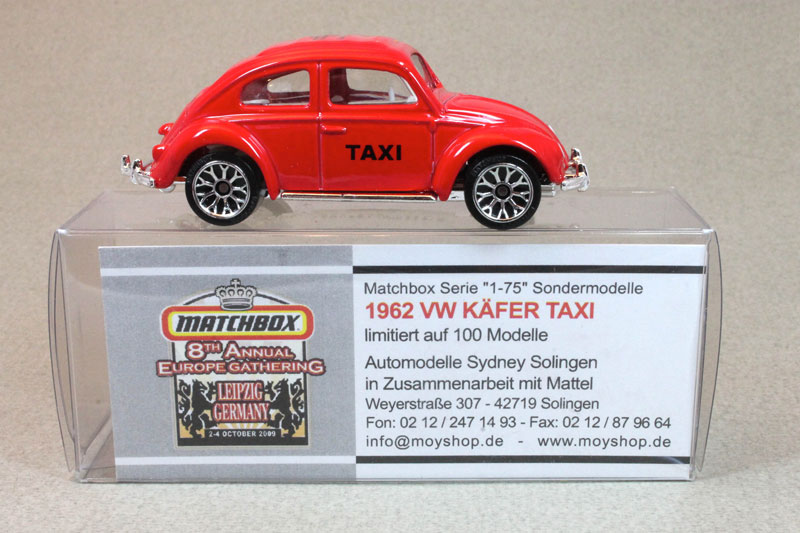 TAXI
MATCHBOX
8TH ANNUAL
EUROPE GATHERING
LEIPZIG
GERMANY
2-4 OCTOBER 2009
Matchbox Serie "1-75" Sondermodelle
1962 VW KÄFER TAXI
limitiert auf 100 Modelle
Automodelle Sydney Solingen
in Zusammenarbeit mit Mattel
Weyerstraße 307 - 42719 Solingen
Fon: 02 12 / 247 14 93 - Fax: 02 12 / 87 96 64
info@moyshop.de - www.moyshop.de